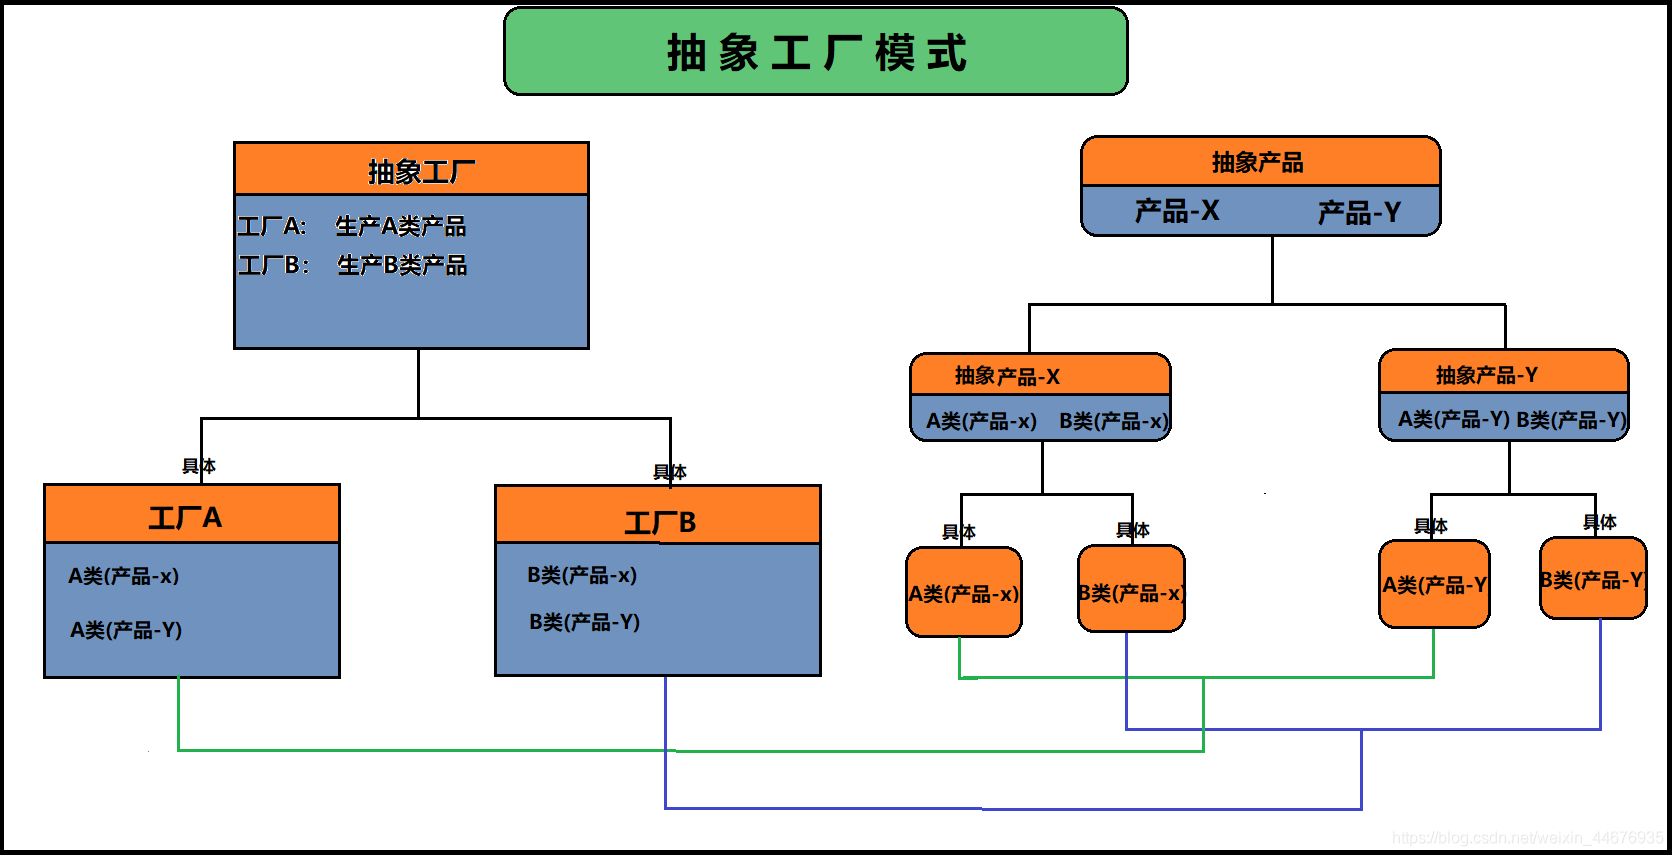 抽象工厂模式
抽象工厂
工厂A: 生产A类产品
工厂B: 生产B类产品
抽象产品
产品-X 产品-Y
抽象产品-X
A类(产品-x) B类(产品-x)
抽象产品-Y
A类(产品-Y) B类(产品-Y)
具体
具体
工厂A
A类(产品-x)
A类(产品-Y)
工厂B
B类(产品-x)
B类(产品-Y)
具体
具体
A类(产品-x)
B类(产品-x)
具体
具体
A类(产品-Y
B类(产品-Y)
https://blog.csdn.net/weixin_44676935